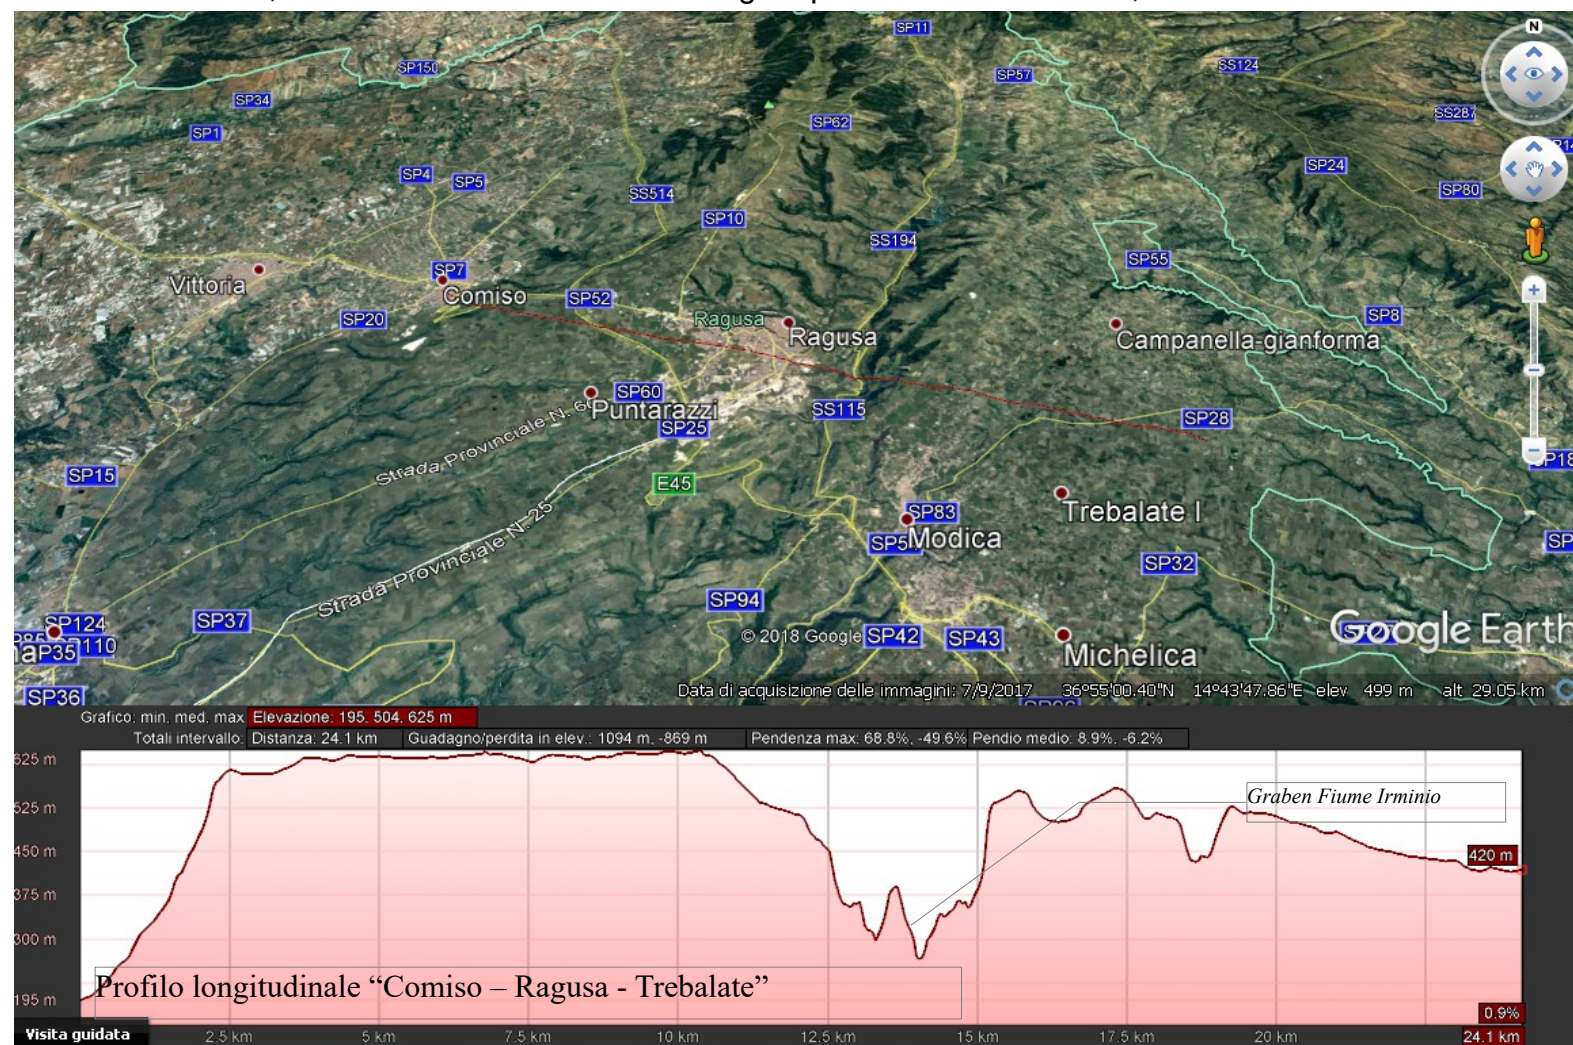 SP11
N
SP150
SP57
SS124
SP34
SS287
SP1
SP62
SP24
SP4
SP5
SS514
SP80
SP10
SS194
SP55
Vittoria
SP7
Comiso
SP52
SP20
Ragusa
Ragusa
SP8
Campanella-gianforma
SP60
Puntarazzi
SS115
SP28
SP25
Strada Provinciale N. 60
SP15
E45
SP18
SP83
Trebalate I
Modica
Strada Provinciale N. 25
SP32
SP94
SP124
SP37
© 2018 Google
SP42
SP43
Google Earth
SP35
110
Michelica
SP36
Data di acquisizione delle immagini: 7/9/2017 36°55'00.40"N 14°43'47.86"E elev 499 m alt 29.05 km
Grafico: min, med, max Elevazione: 195, 504, 625 m
Totali intervallo: Distanza: 24.1 km Guadagno/perdita in elev.: 1094 m, -869 m Pendenza max: 68.8%, -49.6% Pendio medio: 8.9%, -6.2%
625 m
525 m
Graben Fiume Irminio
450 m
420 m
375 m
300 m
Profilo longitudinale “Comiso – Ragusa - Trebalate”
195 m
0.9%
Visita guidata
2.5 km 5 km 7.5 km 10 km 12.5 km 15 km 17.5 km 20 km 24.1 km